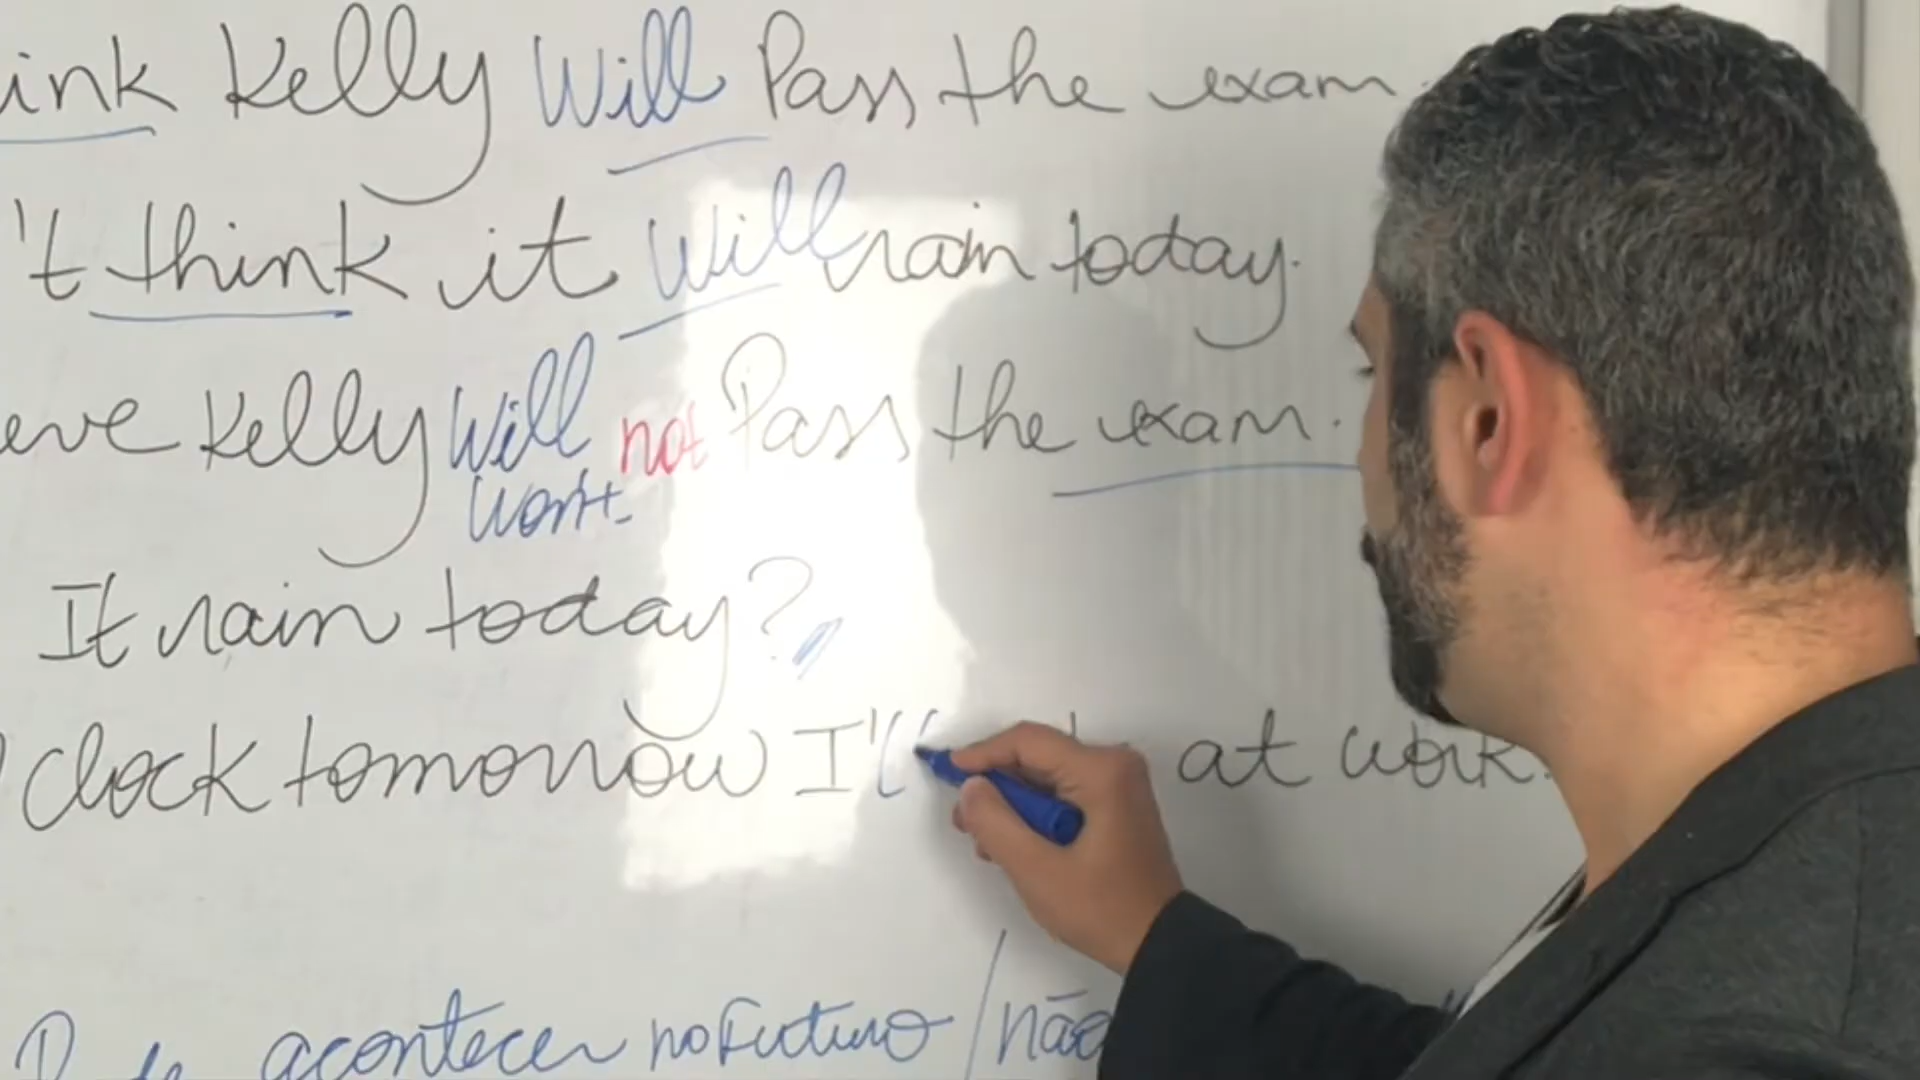 ink Kelly Will Pass the exam.
't think it will rain today.
eve Kelly Will not Pass the exam.
Won't
It rain today?
clock tomorrow I'll at work.
acontecer no Futuro / não